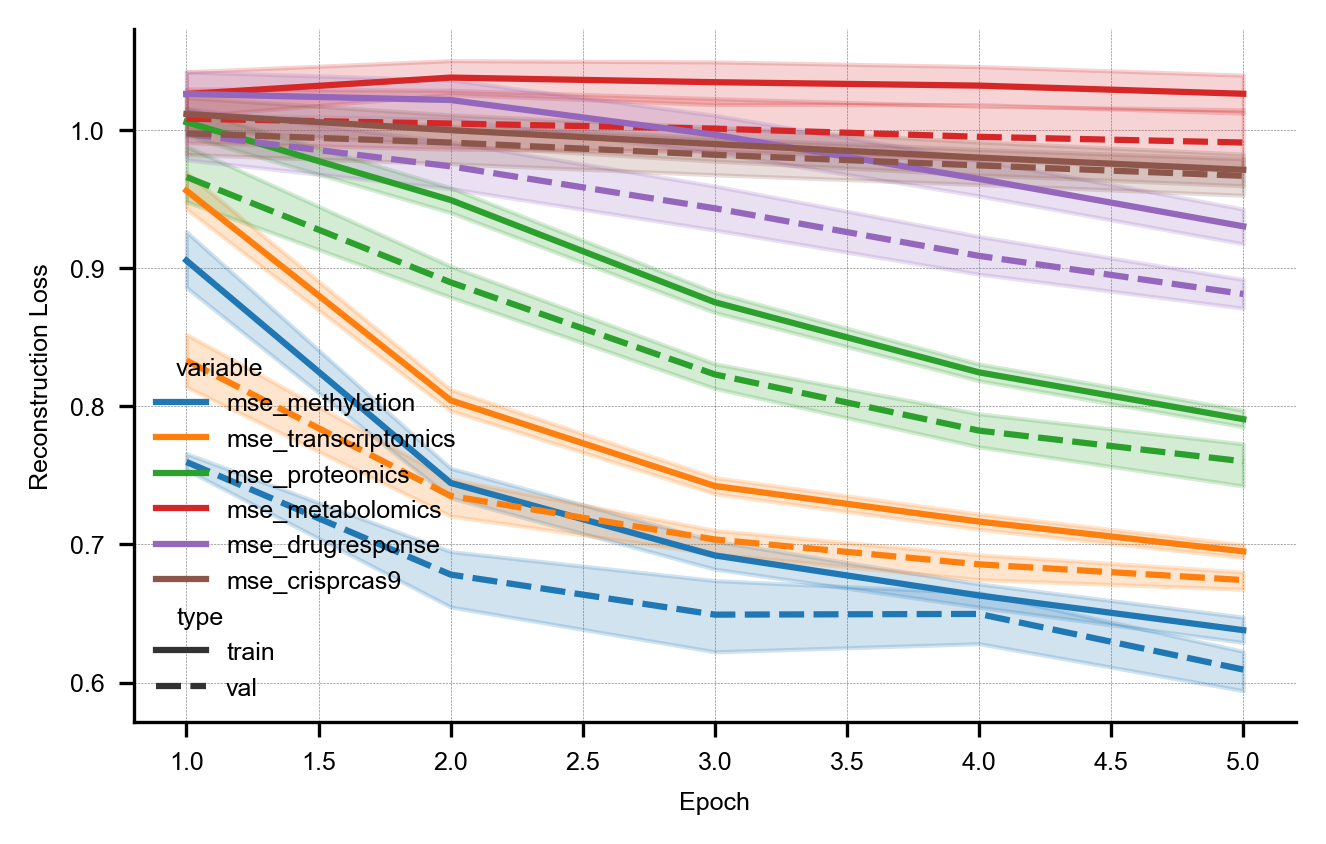 Reconstruction Loss
1.0
0.9
0.8
0.7
0.6
variable
mse_methylation
mse_transcriptomics
mse_proteomics
mse_metabolomics
mse_drugresponse
mse_crisprcas9
type
train
val
1.0 1.5 2.0 2.5 3.0 3.5 4.0 4.5 5.0
Epoch